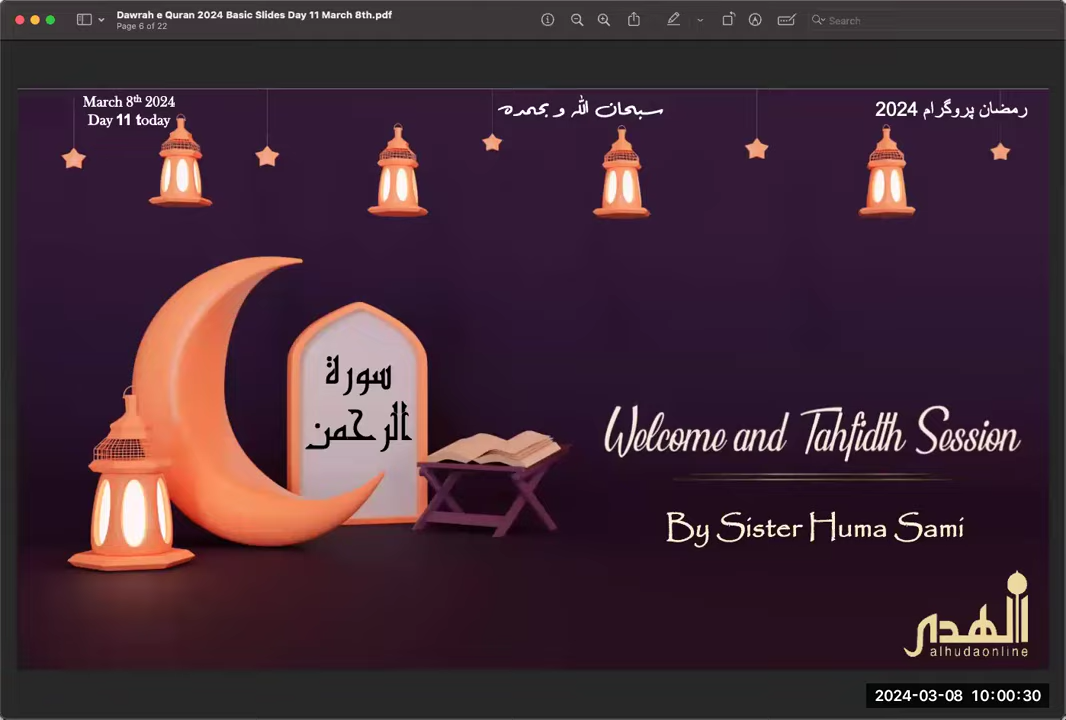 Dawrah e Quran 2024 Basic Slides Day 11 March 8th.pdf
Page 6 of 22
Search
March 8th 2024
Day 11 today
سبحان الله و بحمده
رمضان پروگرام 2024
سورة
الرحمن
Welcome and Tahfidth Session
By Sister Huma Sami
الهدى
alhudaonline
2024-03-08 10:00:30